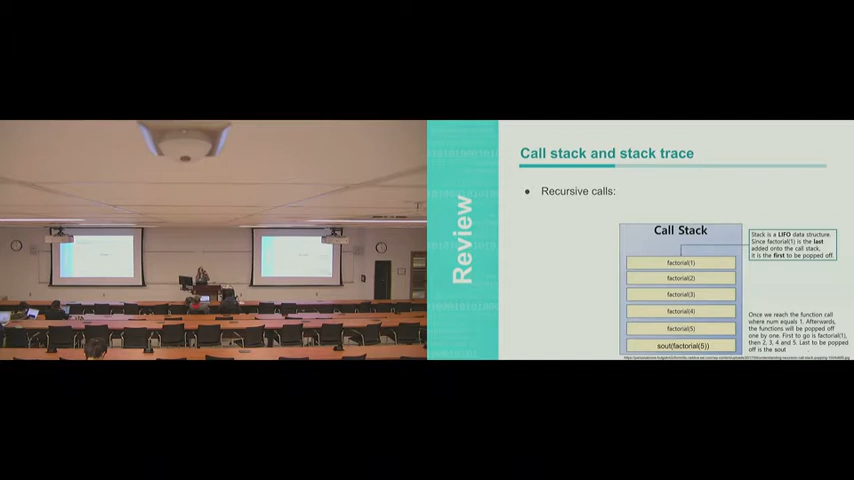 Review
Call stack and stack trace
● Recursive calls:
Call Stack
factorial(1)
factorial(2)
factorial(3)
factorial(4)
factorial(5)
sout(factorial(5))
Stack is a LIFO data structure.
Since factorial(1) is the last
added onto the call stack,
it is the first to be popped off.
Once we reach the function call
where num equals 1, Afterwards,
the functions will be popped off
one by one. First to go is factorial(1),
then 2, 3, 4 and 5. Last to be popped
off is the sout